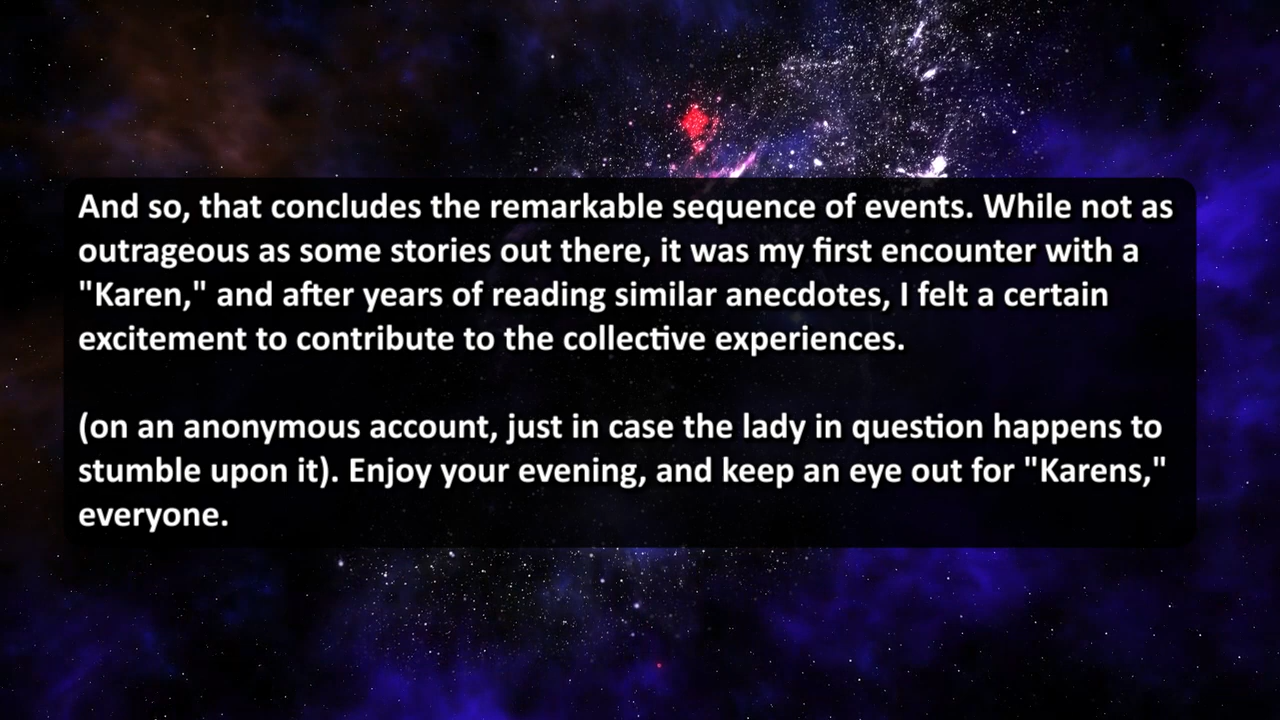 And so, that concludes the remarkable sequence of events. While not as
outrageous as some stories out there, it was my first encounter with a
"Karen," and after years of reading similar anecdotes, I felt a certain
excitement to contribute to the collective experiences.
(on an anonymous account, just in case the lady in question happens to
stumble upon it). Enjoy your evening, and keep an eye out for "Karens,"
everyone.